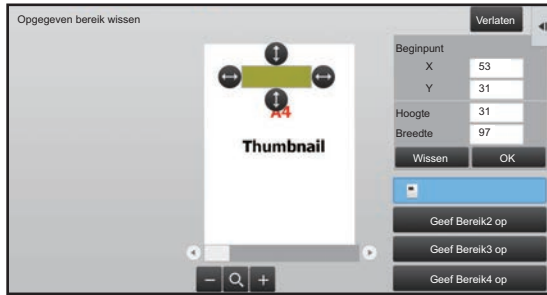 Opgegeven bereik wissen
Verlaten
Beginpunt
X 53
Y 31
Hoogte 31
Breedte 97
Wissen OK
A4
Thumbnail
Geef Bereik2 op
Geef Bereik3 op
Geef Bereik4 op